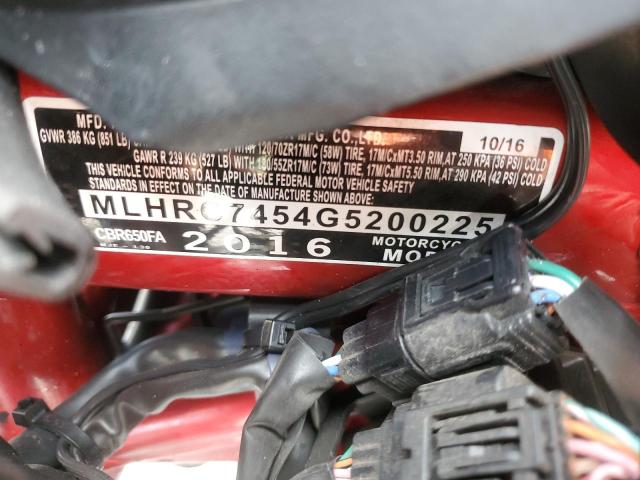 MFG. CO.,LTD. 10/16
GVWR 386 KG (851 LB) WITH 120/70ZR17M/C (58W) TIRE, 17M/CxMT3.50 RIM,AT 250 KPA (36 PSI) COLD
GAWR R 239 KG (527 LB) WITH 180/55ZR17M/C (73W) TIRE, 17M/CxMT5.50 RIM,AT 290 KPA (42 PSI) COLD
THIS VEHICLE CONFORMS TO ALL APPLICABLE FEDERAL MOTOR VEHICLE SAFETY
STANDARDS IN EFFECT ON THE DATE OF MANUFACTURE SHOWN ABOVE.
MLHRC7454G5200225
CBR650FA 2016 MOTORCYC
MJE